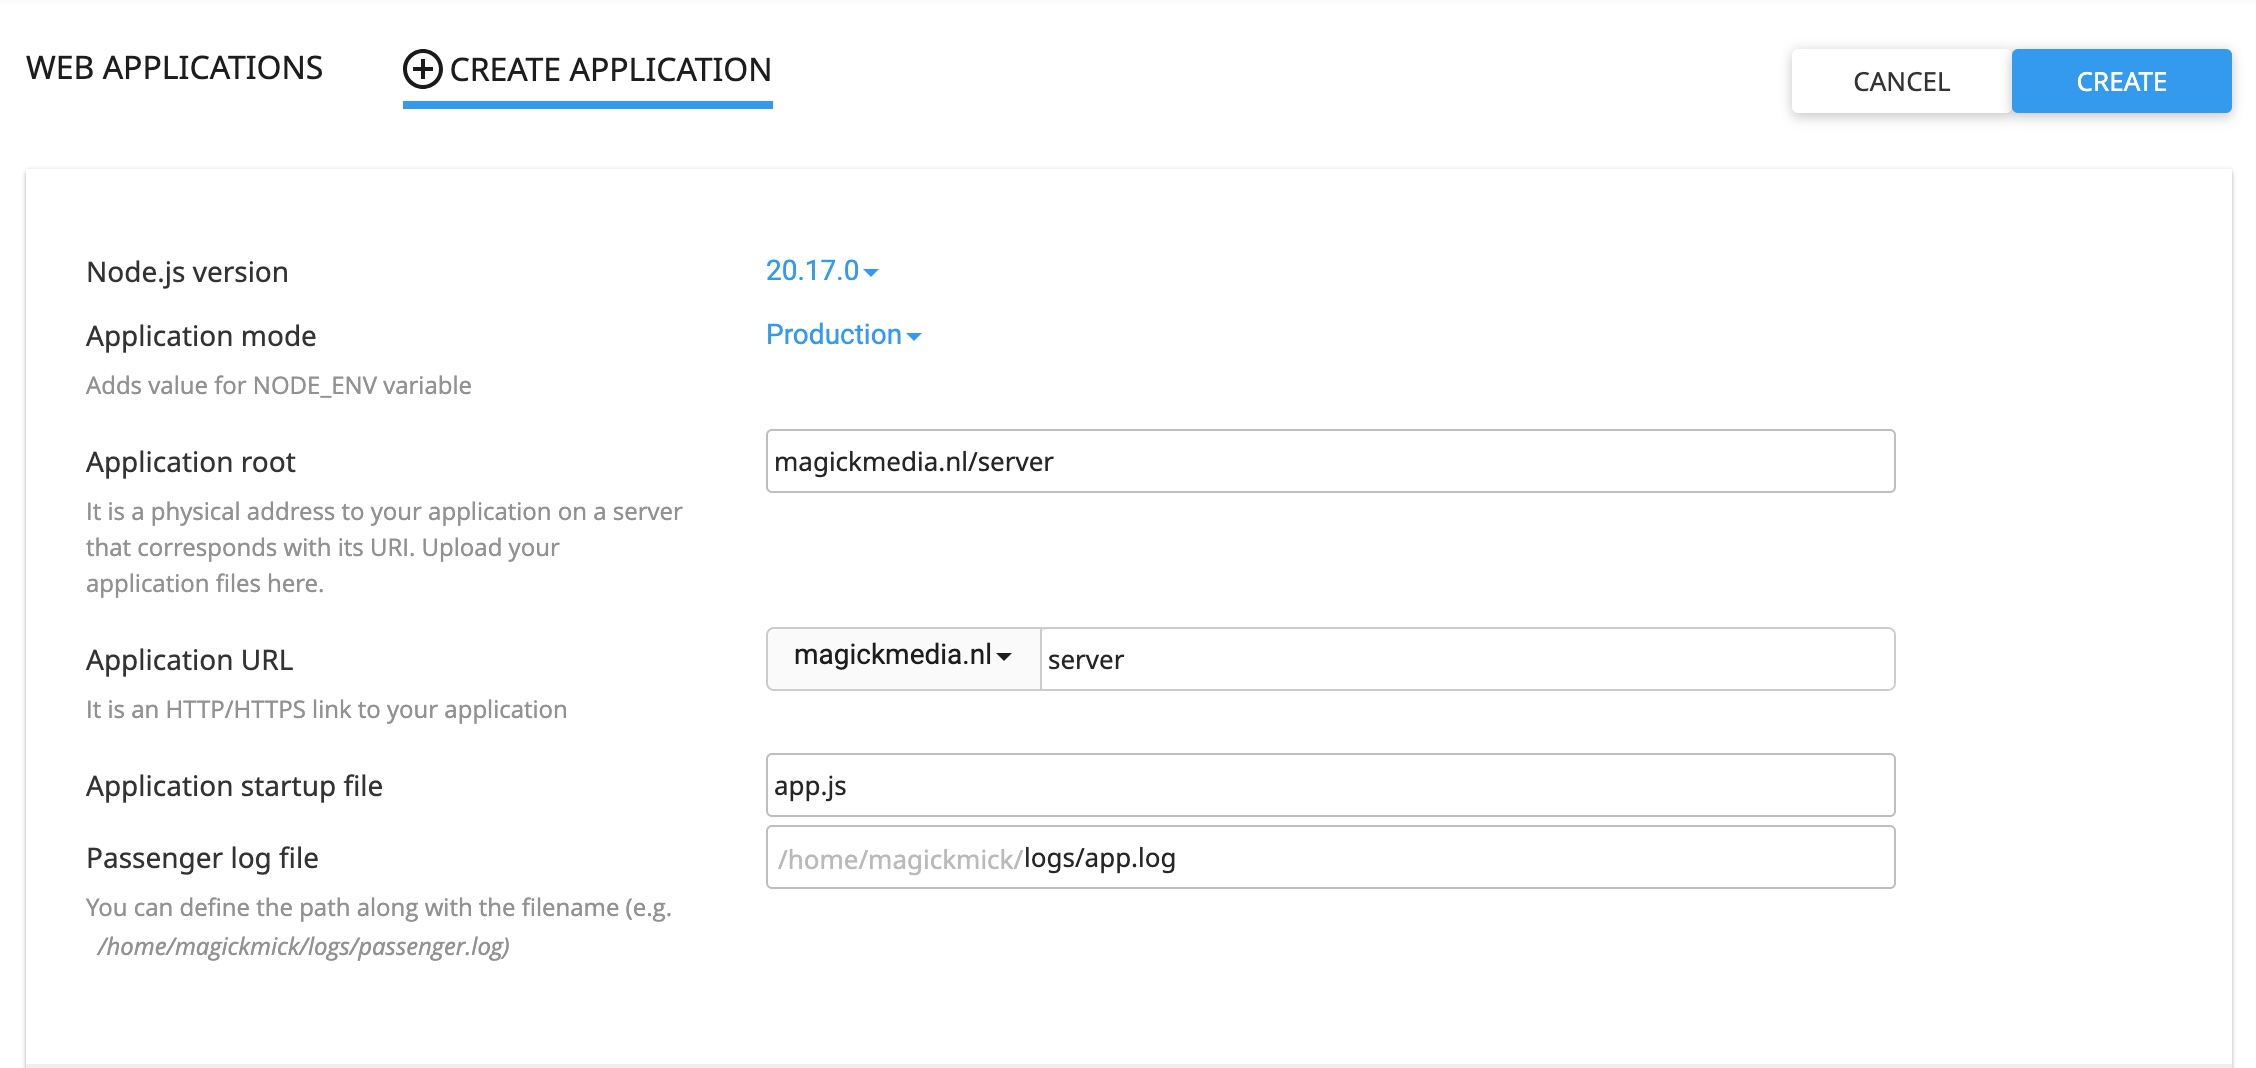 WEB APPLICATIONS
CREATE APPLICATION
CANCEL
CREATE
Node.js version
20.17.0
Application mode
Production
Adds value for NODE_ENV variable
Application root
magickmedia.nl/server
It is a physical address to your application on a server
that corresponds with its URI. Upload your
application files here.
Application URL
magickmedia.nl
server
It is an HTTP/HTTPS link to your application
Application startup file
app.js
Passenger log file
/home/magickmick/logs/app.log
You can define the path along with the filename (e.g.
/home/magickmick/logs/passenger.log)